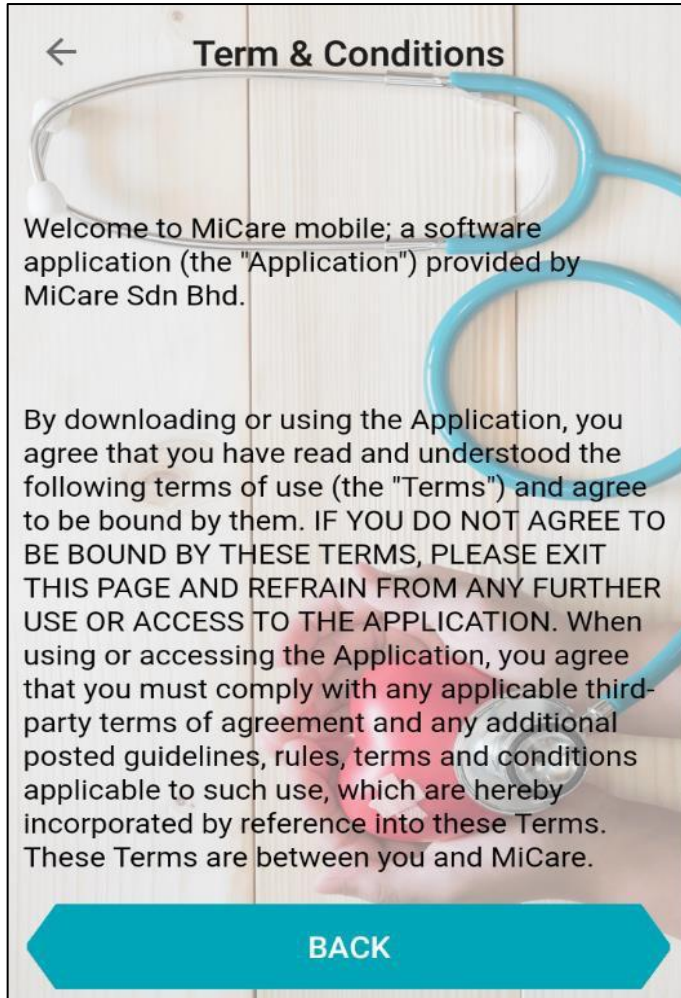 Term & Conditions
Welcome to MiCare mobile; a software
application (the "Application") provided by
MiCare Sdn Bhd.
By downloading or using the Application, you
agree that you have read and understood the
following terms of use (the "Terms") and agree
to be bound by them. IF YOU DO NOT AGREE TO
BE BOUND BY THESE TERMS, PLEASE EXIT
THIS PAGE AND REFRAIN FROM ANY FURTHER
USE OR ACCESS TO THE APPLICATION. When
using or accessing the Application, you agree
that you must comply with any applicable third-
party terms of agreement and any additional
posted guidelines, rules, terms and conditions
applicable to such use, which are hereby
incorporated by reference into these Terms.
These Terms are between you and MiCare.
BACK